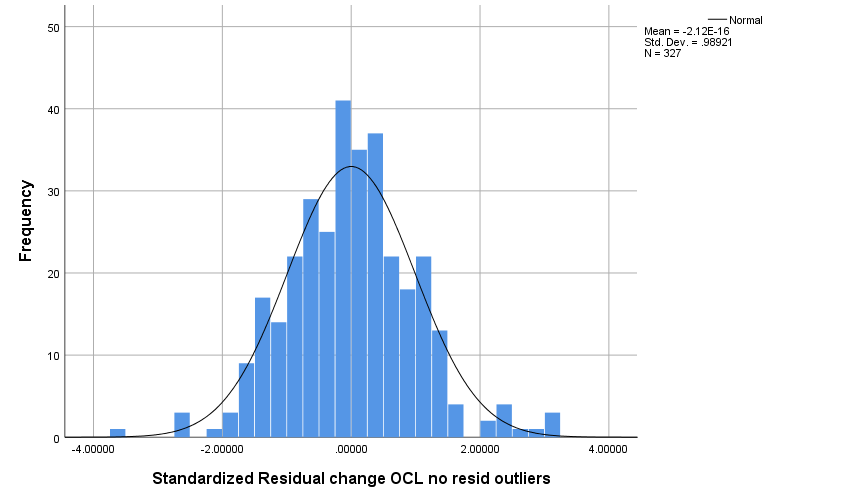 Normal
Mean = -2.12E-16
Std. Dev. = .98921
N = 327
50
40
30
20
10
0
Frequency
-4.00000 -2.00000 .00000 2.00000 4.00000
Standardized Residual change OCL no resid outliers